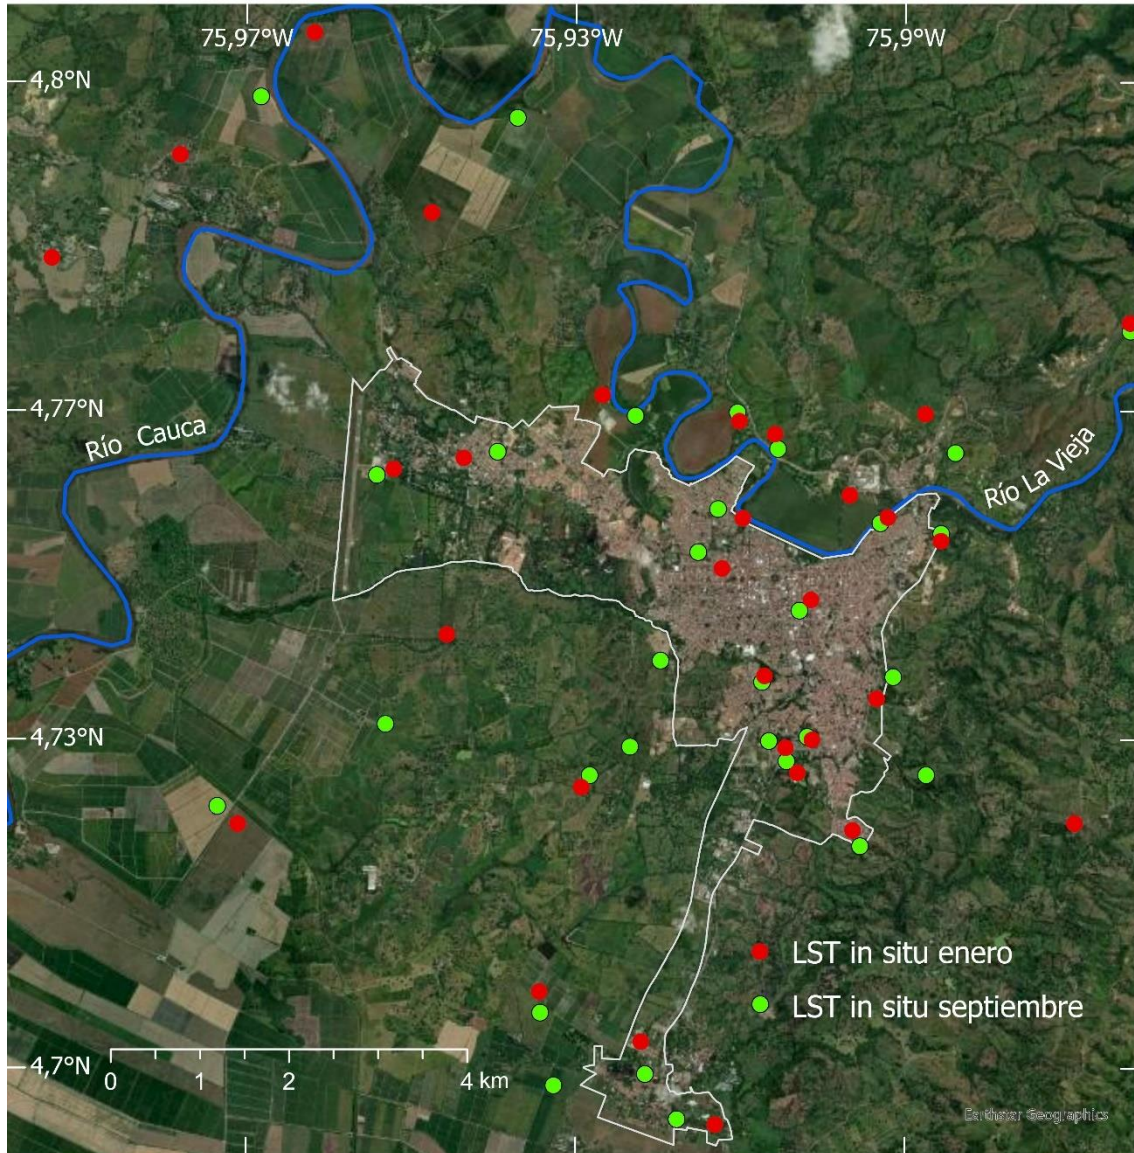 75,97°W 75,93°W 75,9°W
4,8°N
4,77°N
Río Cauca
Río La Vieja
4,73°N
LST in situ enero
LST in situ septiembre
4,7°N
0 1 2 4 km
Earthstar Geographics